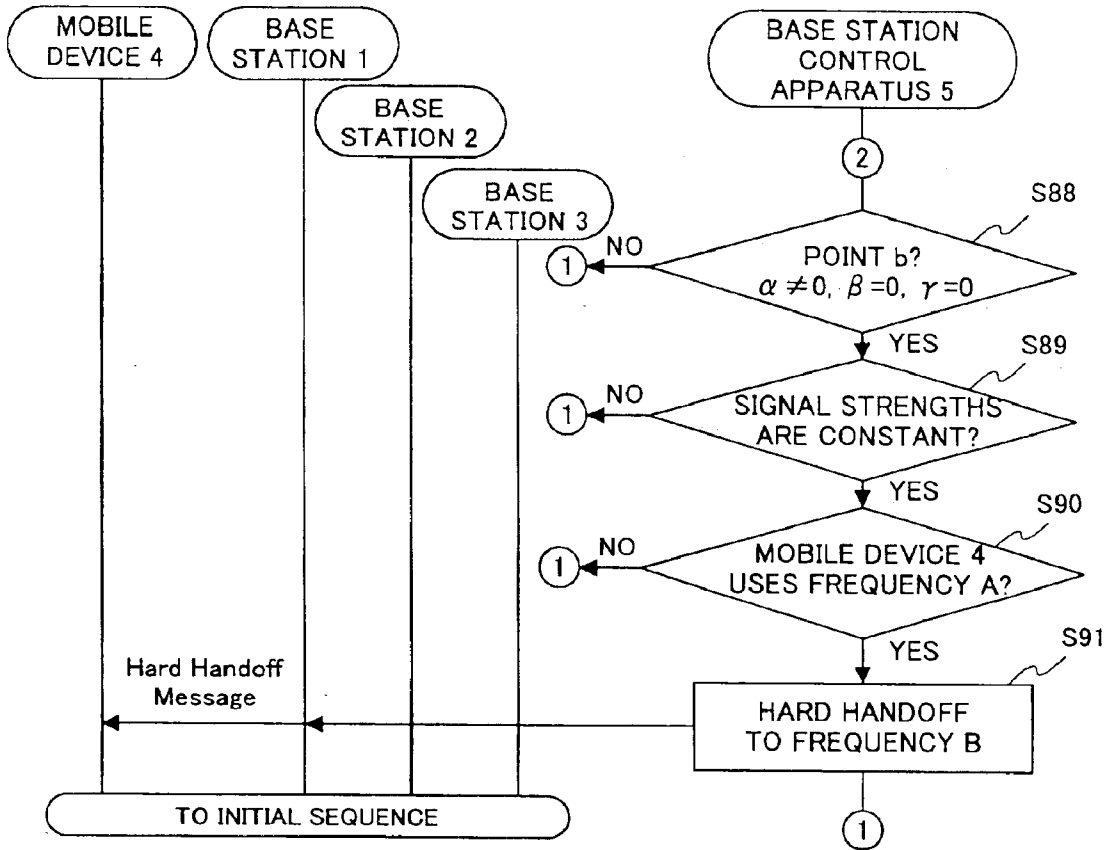 MOBILE
DEVICE 4
BASE
STATION 1
BASE
STATION 2
BASE
STATION 3
BASE STATION
CONTROL
APPARATUS 5
2
S88
POINT b?
α ≠0, β =0, γ =0
NO
1
YES
S89
SIGNAL STRENGTHS
ARE CONSTANT?
NO
1
YES
S90
MOBILE DEVICE 4
USES FREQUENCY A?
NO
1
YES
S91
HARD HANDOFF
TO FREQUENCY B
Hard Handoff
Message
TO INITIAL SEQUENCE
1